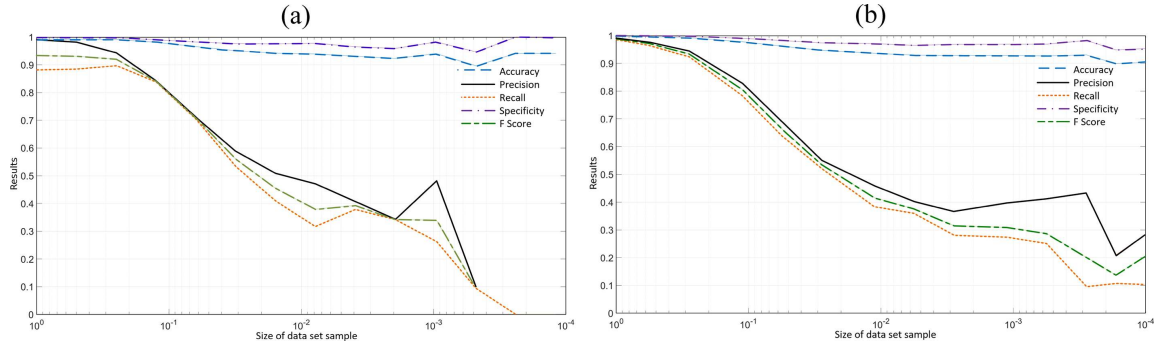 (a)
1
0.9
0.8
0.7
0.6
0.5
0.4
0.3
0.2
0.1
0
Results
Accuracy
Precision
Recall
Specificity
F Score
10⁰
10⁻¹
10⁻²
10⁻³
10⁻⁴
Size of data set sample
(b)
1
0.9
0.8
0.7
0.6
0.5
0.4
0.3
0.2
0.1
0
Results
Accuracy
Precision
Recall
Specificity
F Score
10⁰
10⁻¹
10⁻²
10⁻³
10⁻⁴
Size of data set sample